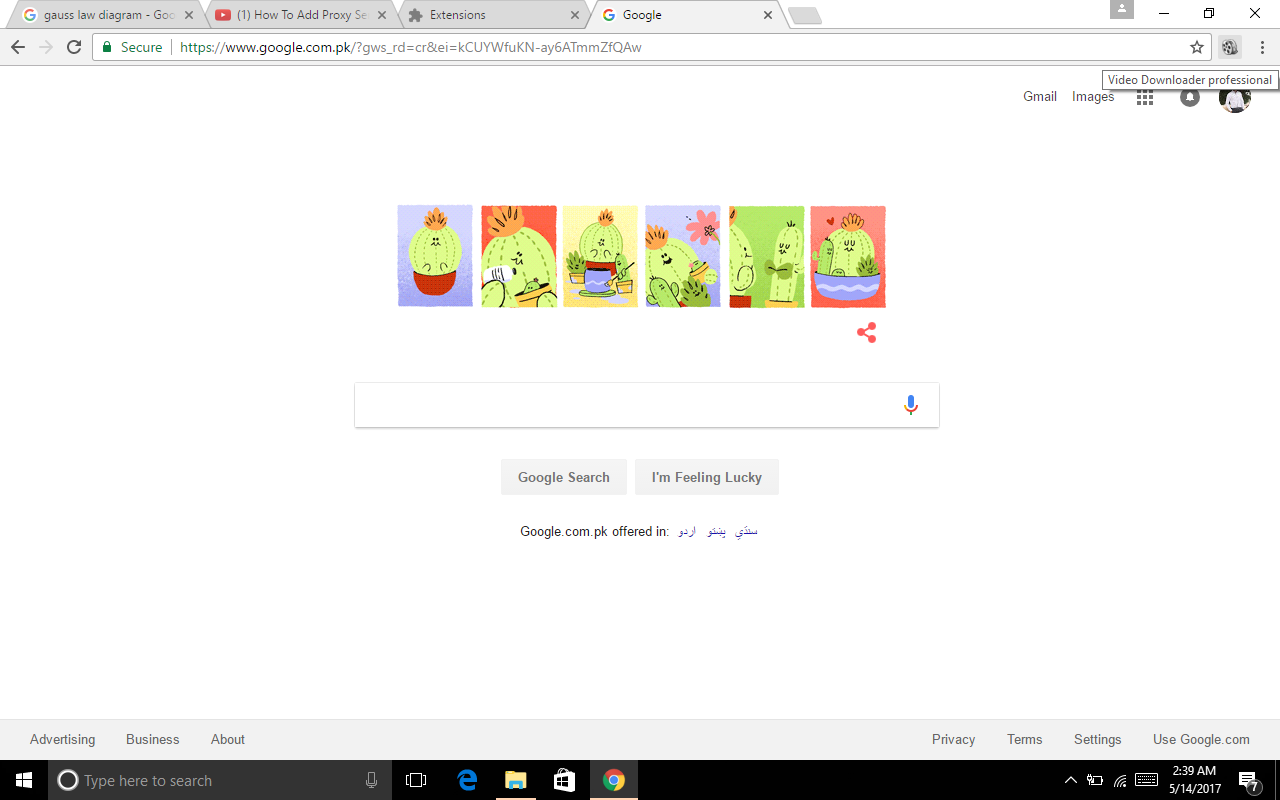 gauss law diagram - Goo
(1) How To Add Proxy Se
Extensions
Google
Secure
https://www.google.com.pk/?gws_rd=cr&ei=kCUYWfuKN-ay6ATmmZfQAw
Video Downloader professional
Gmail Images
Google Search I'm Feeling Lucky
Google.com.pk offered in: اردو پښتو سنڌي
Advertising Business About Privacy Terms Settings Use Google.com
Type here to search
2:39 AM
5/14/2017
7